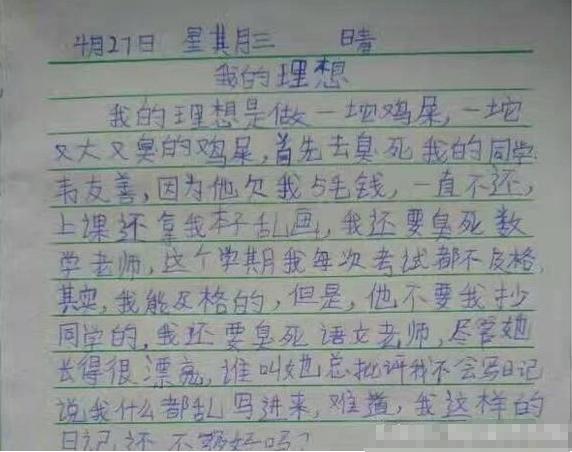 4月27日 星其月三 晴
我的理想
我的理想是做一坨鸡屎,一坨
又大又臭的鸡屎,首先去臭死我的同学
韦友善,因为他欠我5毛钱,一直不还,
上课还拿我本子乱画,我还要臭死数
学老师,这个学期我每次考试都不及格,
其实,我能及格的,但是,他不要我抄
同学的,我还要臭死语文老师,尽管她
长得很漂亮,谁叫她总批评我不会写日记
说我什么都乱写进来,难道,我这样的
日记还不够好吗?